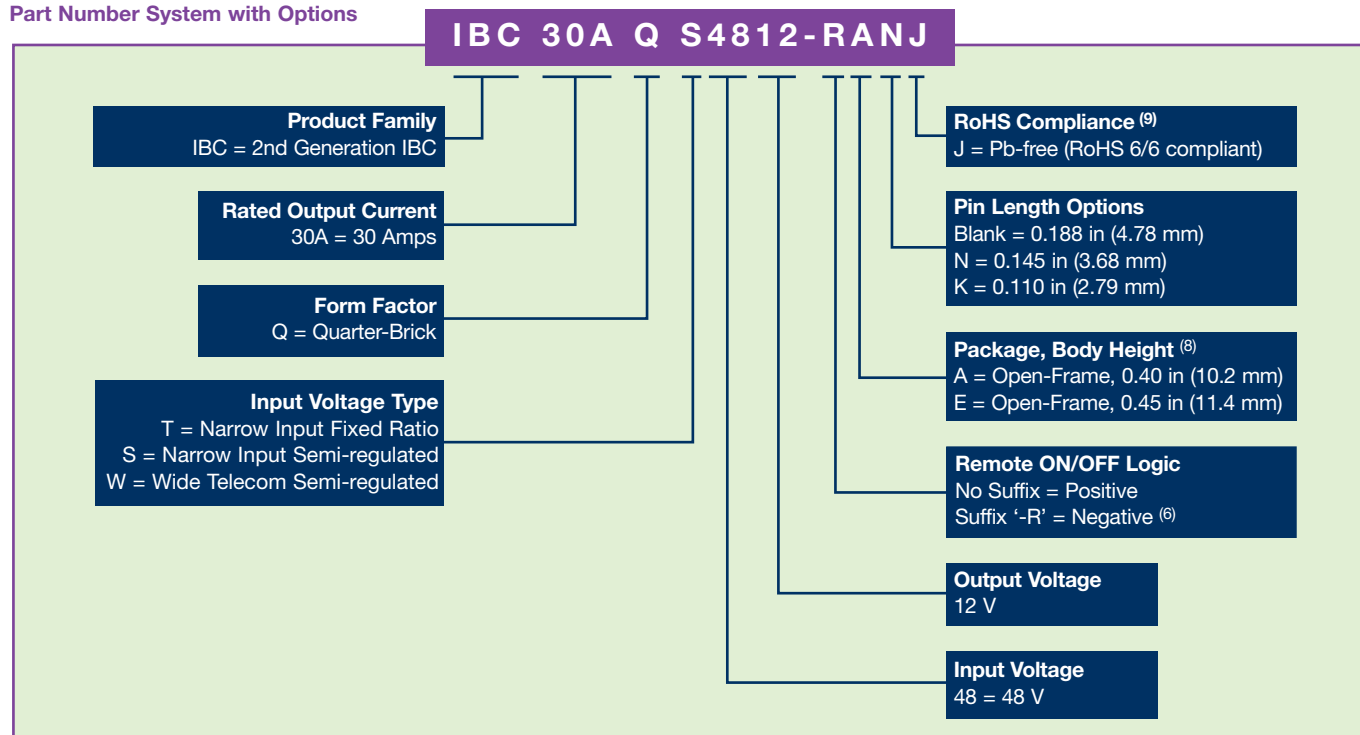 Part Number System with Options
IBC 30A Q S4812-RANJ
Product Family
IBC = 2nd Generation IBC
Rated Output Current
30A = 30 Amps
Form Factor
Q = Quarter-Brick
Input Voltage Type
T = Narrow Input Fixed Ratio
S = Narrow Input Semi-regulated
W = Wide Telecom Semi-regulated
RoHS Compliance (9)
J = Pb-free (RoHS 6/6 compliant)
Pin Length Options
Blank = 0.188 in (4.78 mm)
N = 0.145 in (3.68 mm)
K = 0.110 in (2.79 mm)
Package, Body Height (8)
A = Open-Frame, 0.40 in (10.2 mm)
E = Open-Frame, 0.45 in (11.4 mm)
Remote ON/OFF Logic
No Suffix = Positive
Suffix ‘-R’ = Negative (6)
Output Voltage
12 V
Input Voltage
48 = 48 V